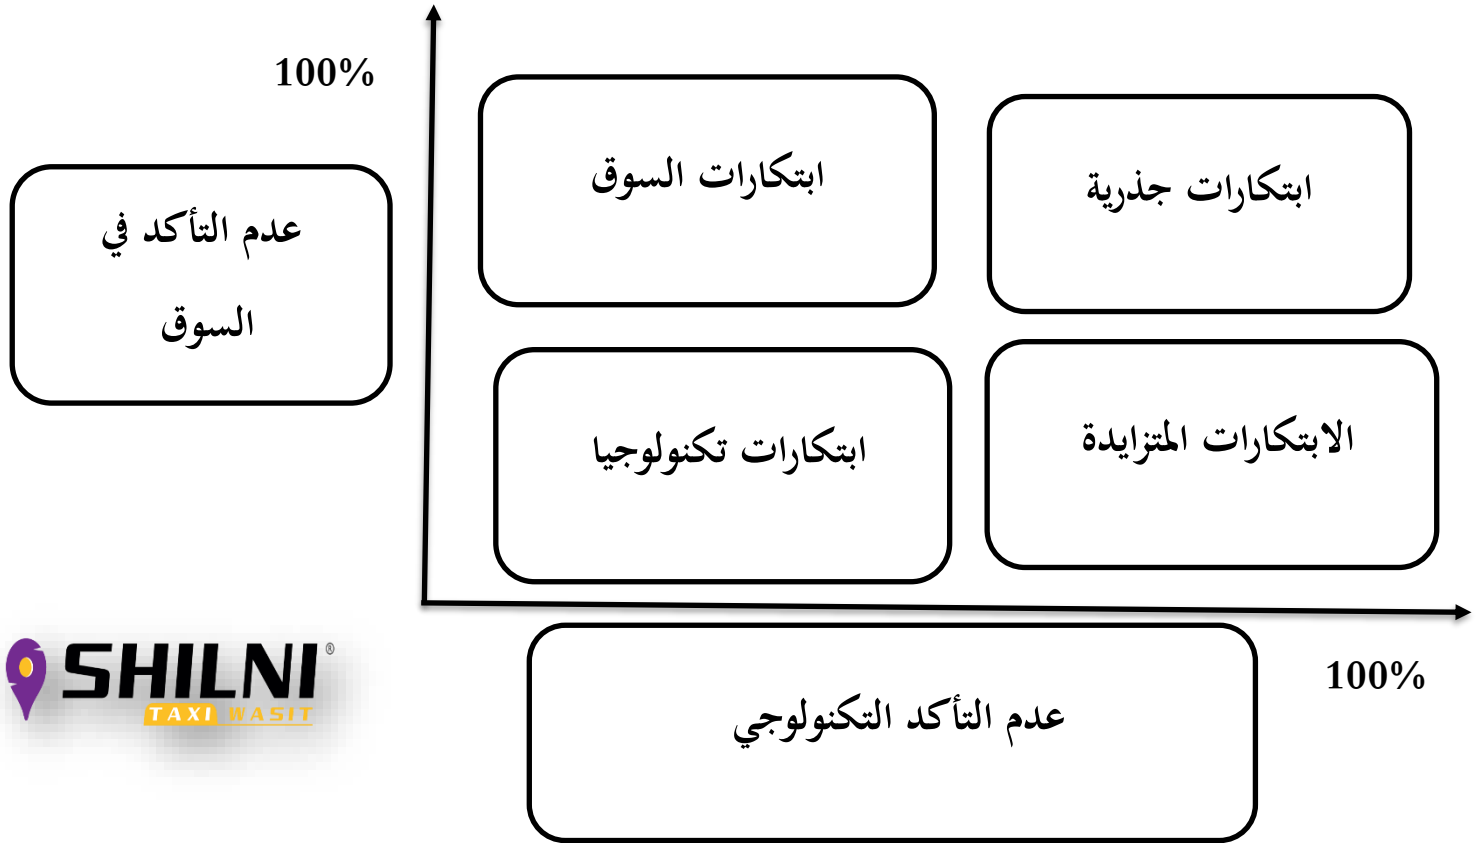 100%
ابتكارات السوق
ابتكارات جذرية
عدم التأكد في
السوق
ابتكارات تكنولوجيا
الابتكارات المتزايدة
SHILNI®
TAXI WASIT
100%
عدم التأكد التكنولوجي